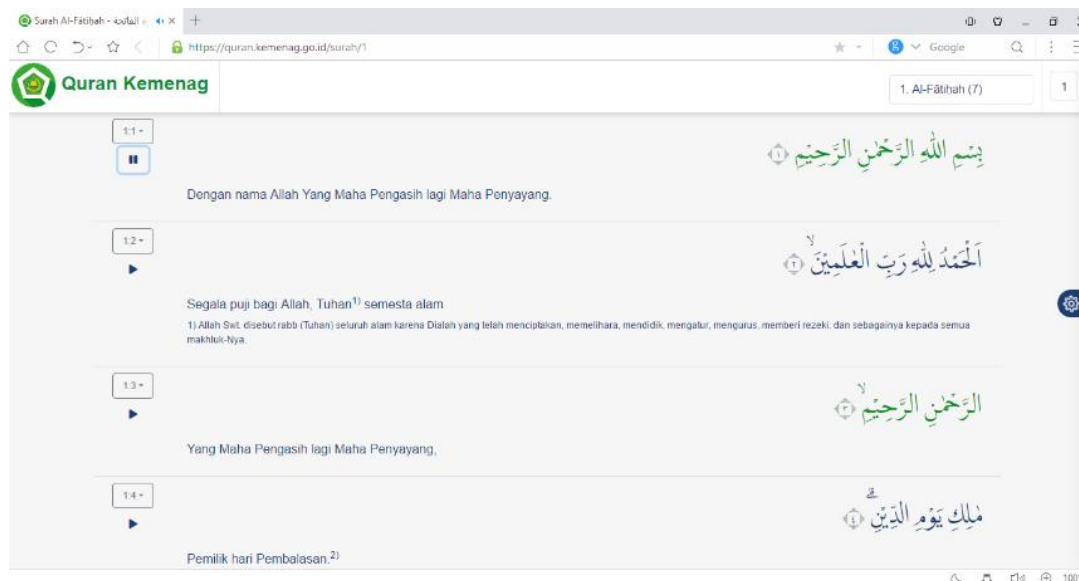 Surah Al-Fātiḥah - الفاتحة
https://quran.kemenag.go.id/surah/1
Google
Quran Kemenag
1. Al-Fātiḥah (7)
1
1:1
بِسْمِ اللّٰهِ الرَّحْمٰنِ الرَّحِيْمِ ۝١
Dengan nama Allah Yang Maha Pengasih lagi Maha Penyayang.
1:2
اَلْحَمْدُ لِلّٰهِ رَبِّ الْعٰلَمِيْنَۙ ۝٢
Segala puji bagi Allah, Tuhan1) semesta alam
1) Allah Swt. disebut rabb (Tuhan) seluruh alam karena Dialah yang telah menciptakan, memelihara, mendidik, mengatur, mengurus, memberi rezeki, dan sebagainya kepada semua
makhluk-Nya.
1:3
الرَّحْمٰنِ الرَّحِيْمِۙ ۝٣
Yang Maha Pengasih lagi Maha Penyayang,
1:4
مٰلِكِ يَوْمِ الدِّيْنِۗ ۝٤
Pemilik hari Pembalasan.2)